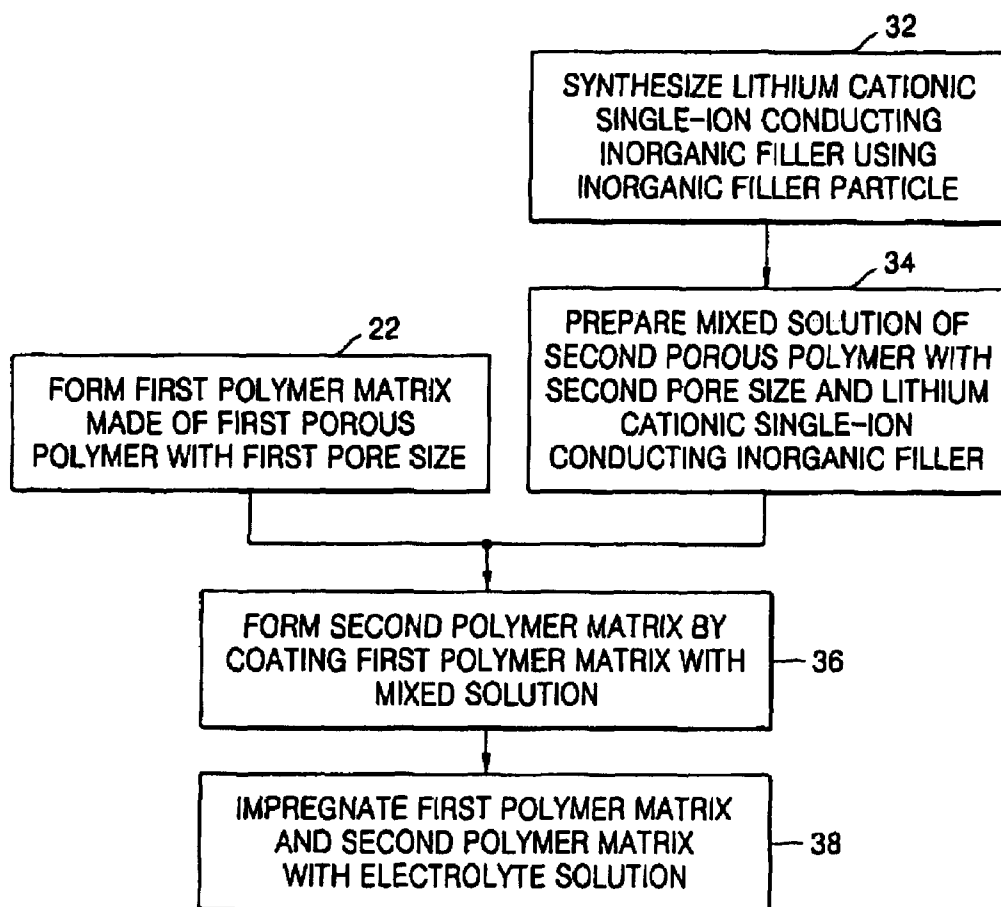 32
SYNTHESIZE LITHIUM CATIONIC
SINGLE-ION CONDUCTING
INORGANIC FILLER USING
INORGANIC FILLER PARTICLE
34
PREPARE MIXED SOLUTION OF
SECOND POROUS POLYMER WITH
SECOND PORE SIZE AND LITHIUM
CATIONIC SINGLE-ION
CONDUCTING INORGANIC FILLER
22
FORM FIRST POLYMER MATRIX
MADE OF FIRST POROUS
POLYMER WITH FIRST PORE SIZE
FORM SECOND POLYMER MATRIX BY
COATING FIRST POLYMER MATRIX WITH
MIXED SOLUTION
36
IMPREGNATE FIRST POLYMER MATRIX
AND SECOND POLYMER MATRIX
WITH ELECTROLYTE SOLUTION
38